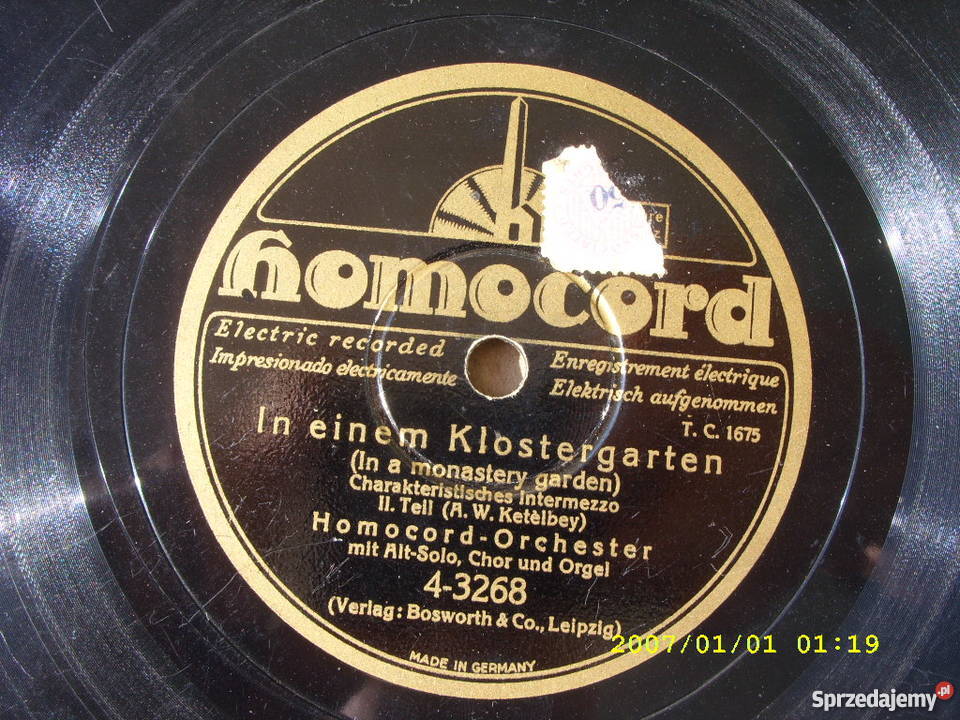 50
homocord
Electric recorded
Impresionado electricamente
Enregistrement électrique
Elektrisch aufgenommen
T. C. 1675
In einem Klostergarten
(In a monastery garden)
Charakteristisches Intermezzo
II. Teil (A. W. Ketèlbey)
Homocord-Orchester
mit Alt-Solo, Chor und Orgel
4-3268
(Verlag: Bosworth & Co., Leipzig)
MADE IN GERMANY
2007/01/01 01:19
Sprzedajemy.pl